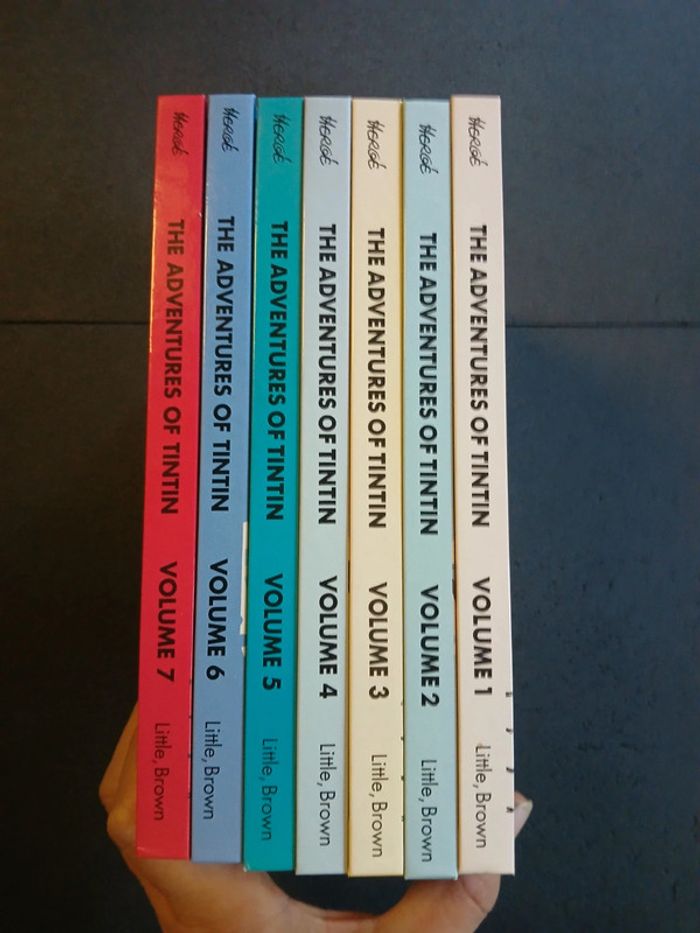 HERGÉ THE ADVENTURES OF TINTIN VOLUME 7 Little, Brown
HERGÉ THE ADVENTURES OF TINTIN VOLUME 6 Little, Brown
HERGÉ THE ADVENTURES OF TINTIN VOLUME 5 Little, Brown
HERGÉ THE ADVENTURES OF TINTIN VOLUME 4 Little, Brown
HERGÉ THE ADVENTURES OF TINTIN VOLUME 3 Little, Brown
HERGÉ THE ADVENTURES OF TINTIN VOLUME 2 Little, Brown
HERGÉ THE ADVENTURES OF TINTIN VOLUME 1 Little, Brown